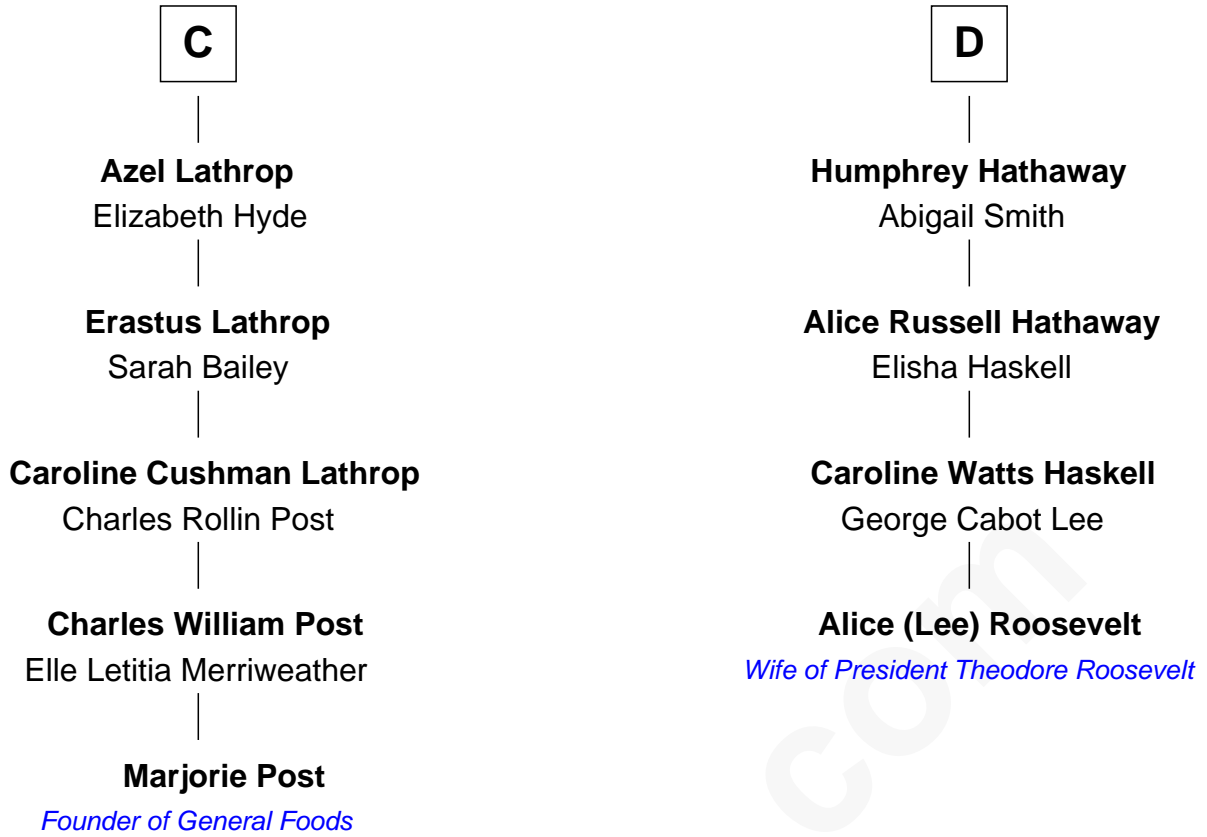 C
Azel Lathrop
Elizabeth Hyde
Erastus Lathrop
Sarah Bailey
Caroline Cushman Lathrop
Charles Rollin Post
Charles William Post
Elle Letitia Merriweather
Marjorie Post
Founder of General Foods
D
Humphrey Hathaway
Abigail Smith
Alice Russell Hathaway
Elisha Haskell
Caroline Watts Haskell
George Cabot Lee
Alice (Lee) Roosevelt
Wife of President Theodore Roosevelt
com